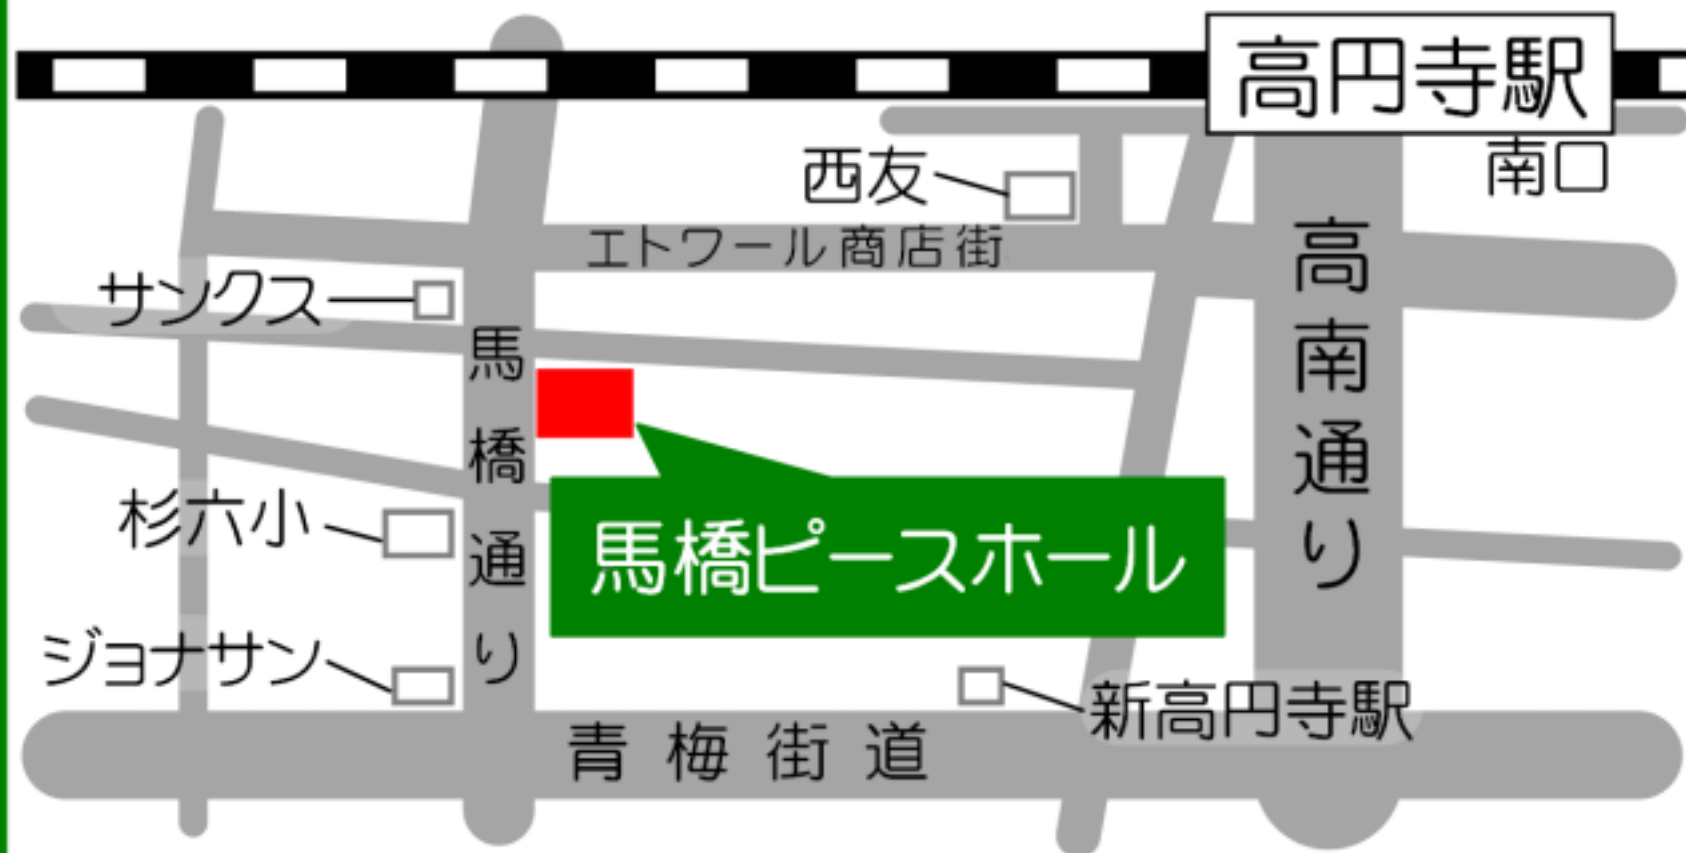 高円寺駅
南口
西友
エトワール商店街
サンクス
馬橋通り
高南通り
杉六小
馬橋ピースホール
ジョナサン
新高円寺駅
青梅街道